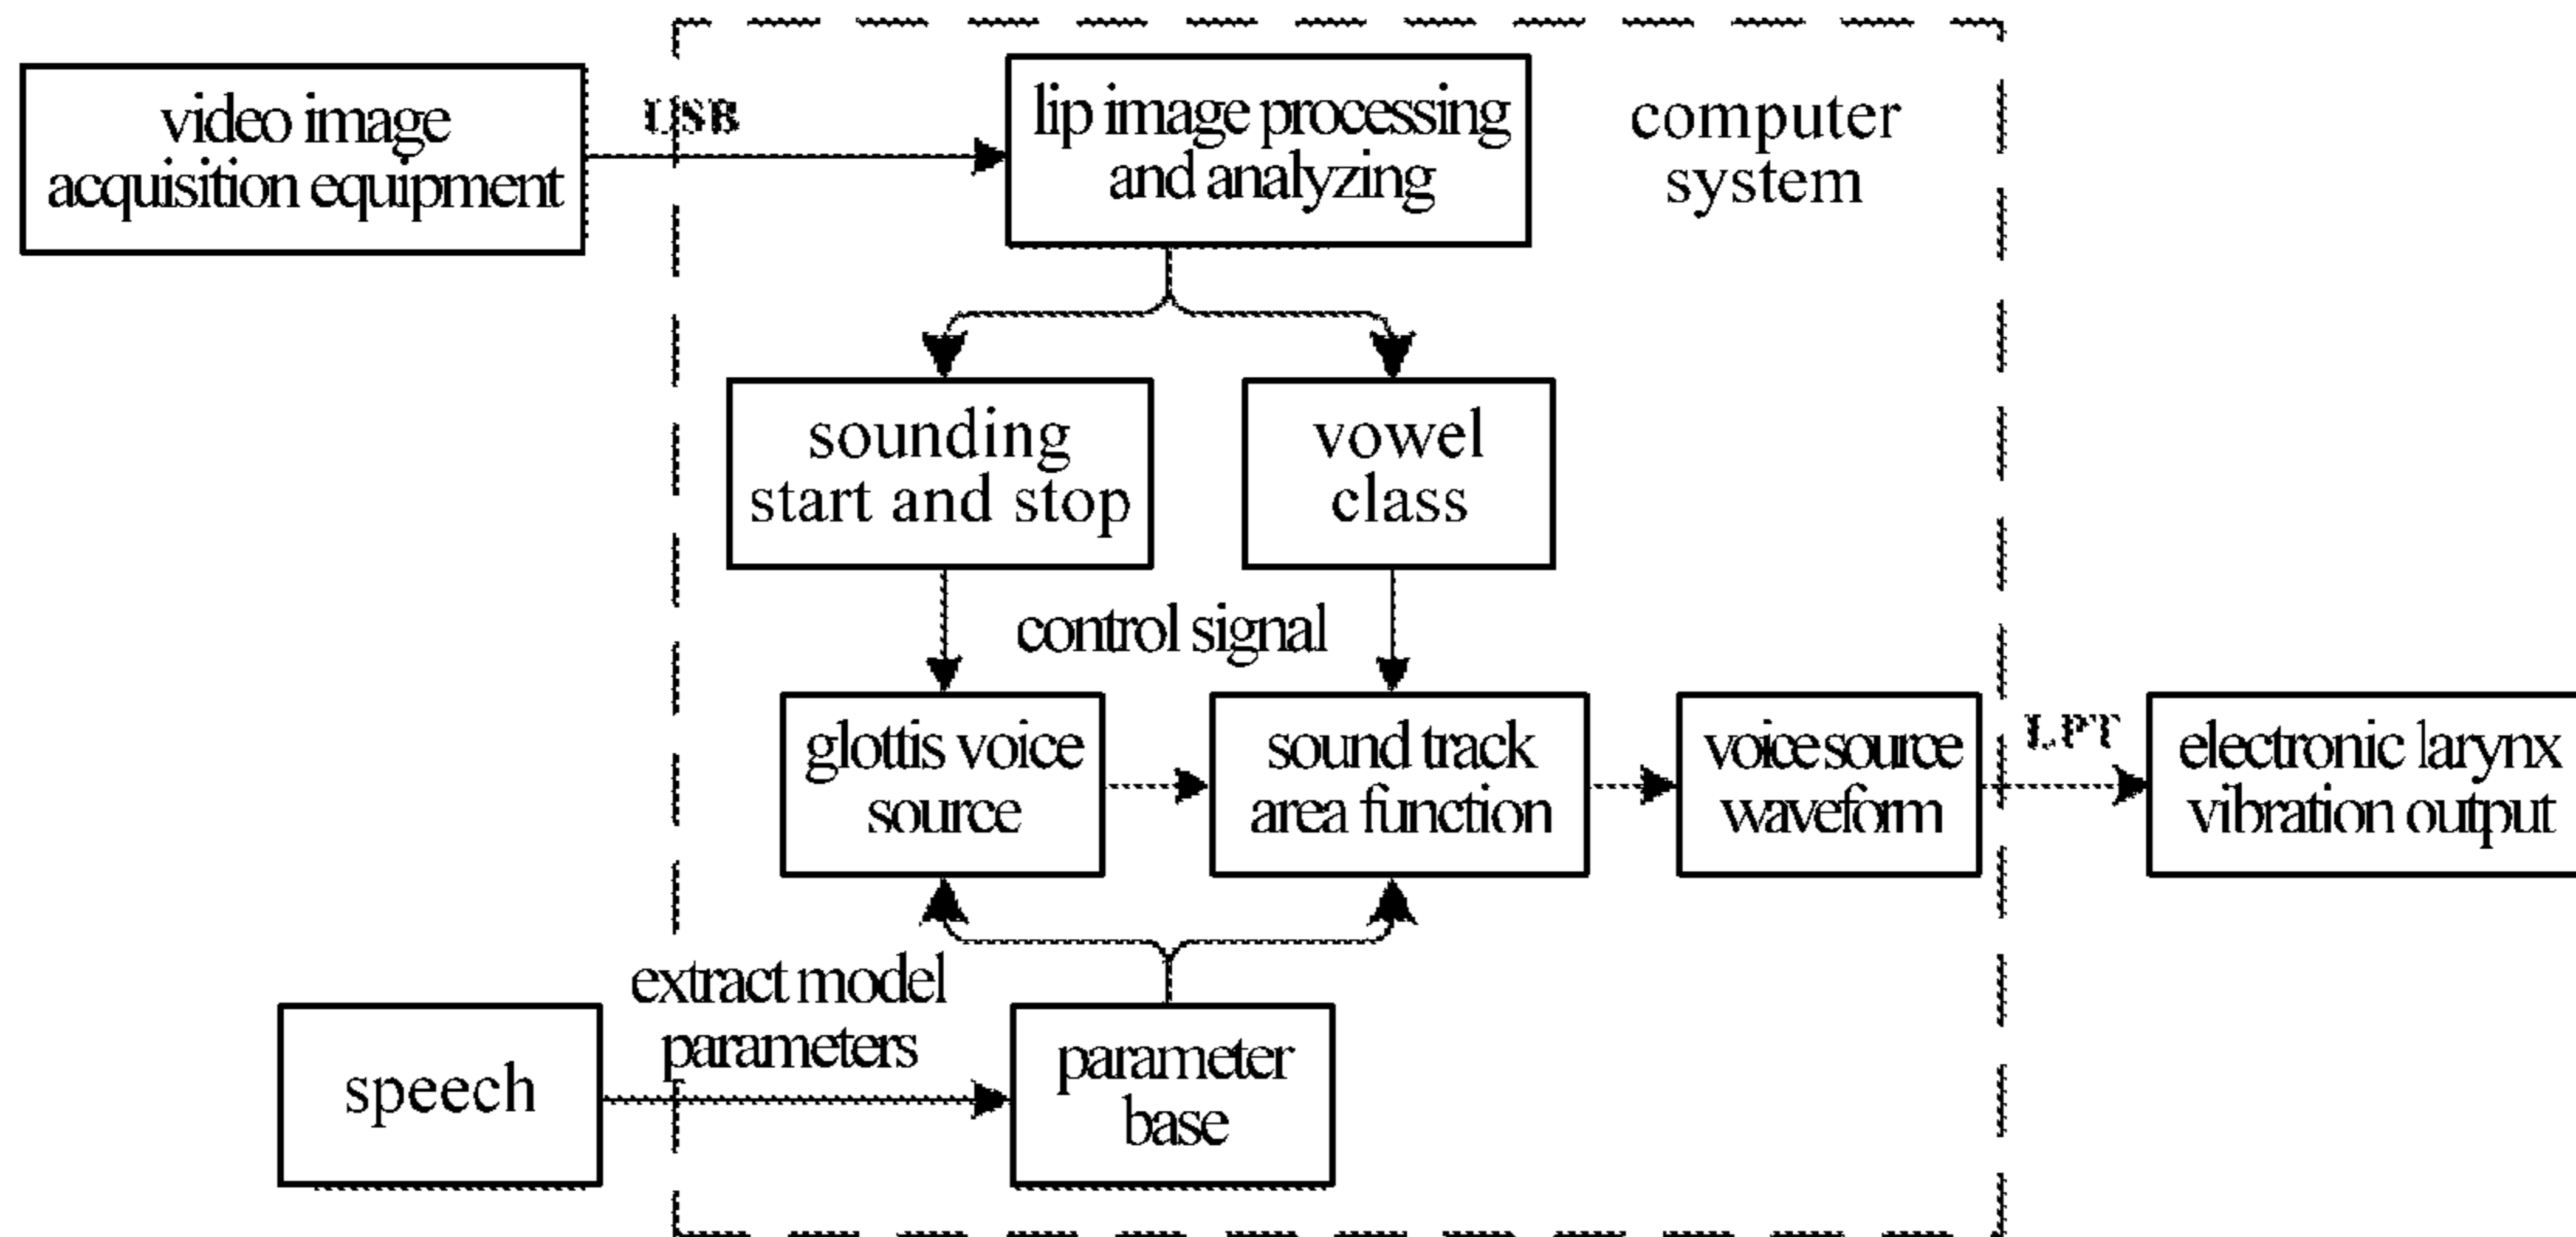 video image
acquisition equipment
USB
lip image processing
and analyzing
computer
system
sounding
start and stop
vowel
class
control signal
glottis voice
source
sound track
area function
voice source
waveform
LPT
electronic larynx
vibration output
extract model
parameters
speech
parameter
base